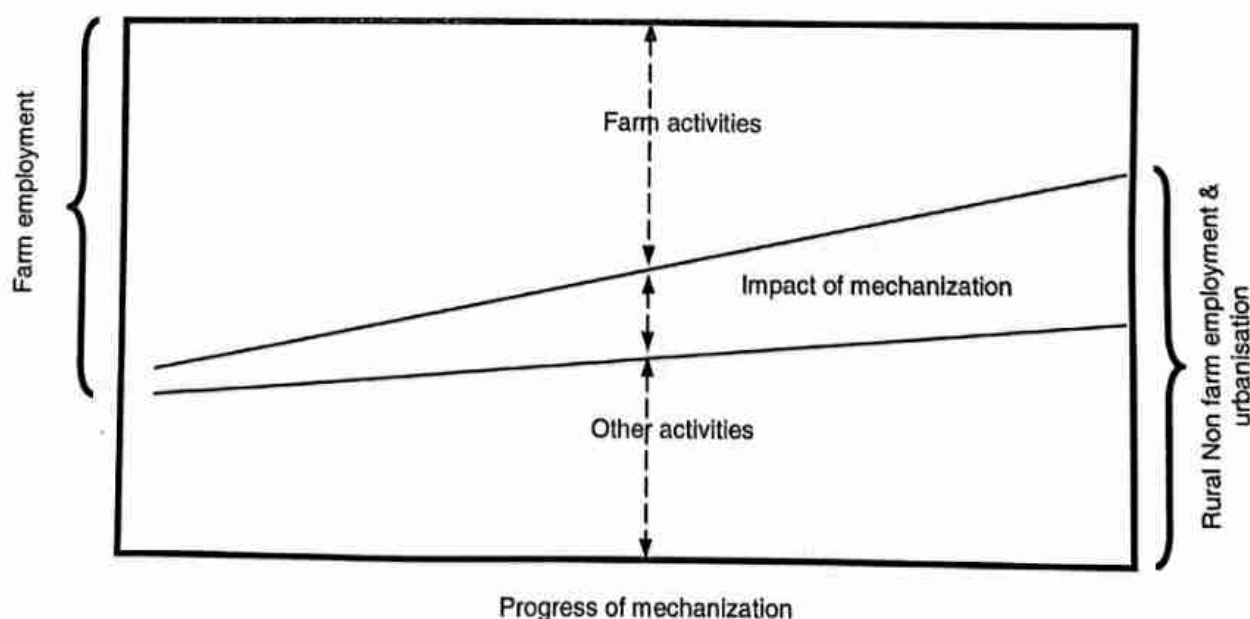 Farm employment
Farm activities
Impact of mechanization
Other activities
Rural Non farm employment &
urbanisation
Progress of mechanization